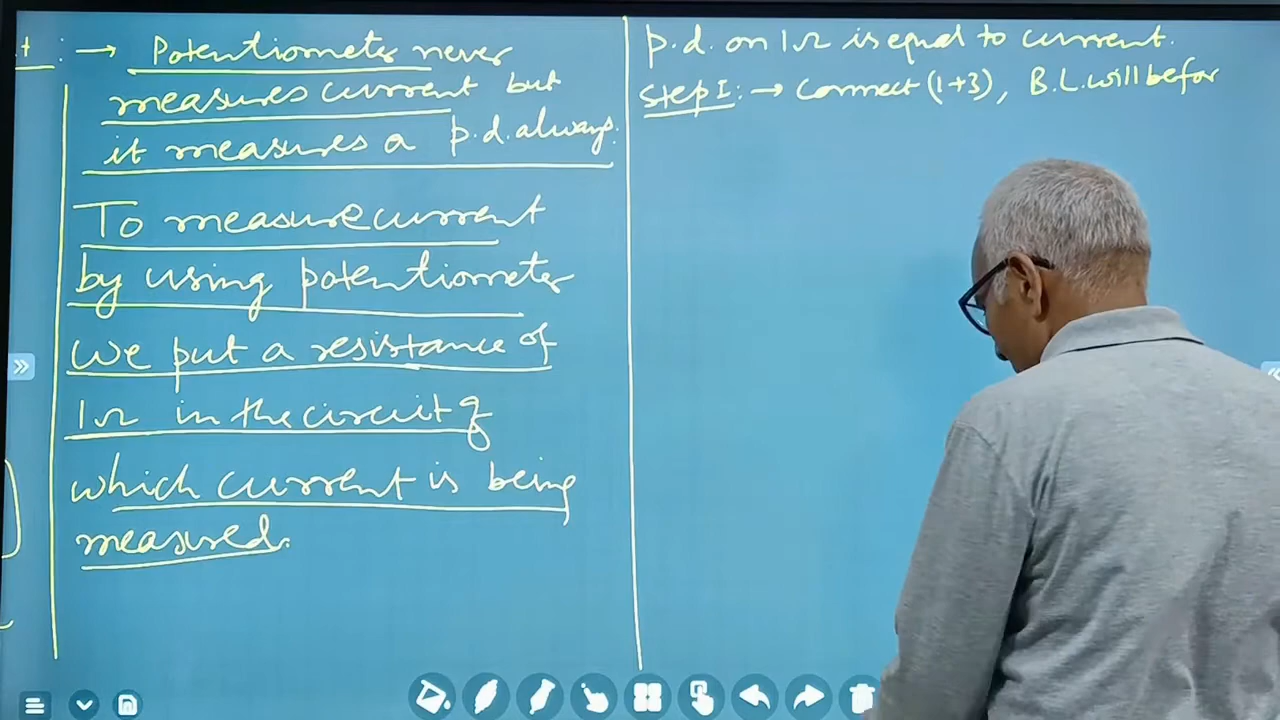 t : → Potentiometer never
measures current but
it measures a p.d. always.
To measure current
by using potentiometer
we put a resistance of
1Ω in the circuit of
which current is being
measured.
p.d. on 1Ω is equal to current.
Step I : → Connect (1+3), B.L. will be for